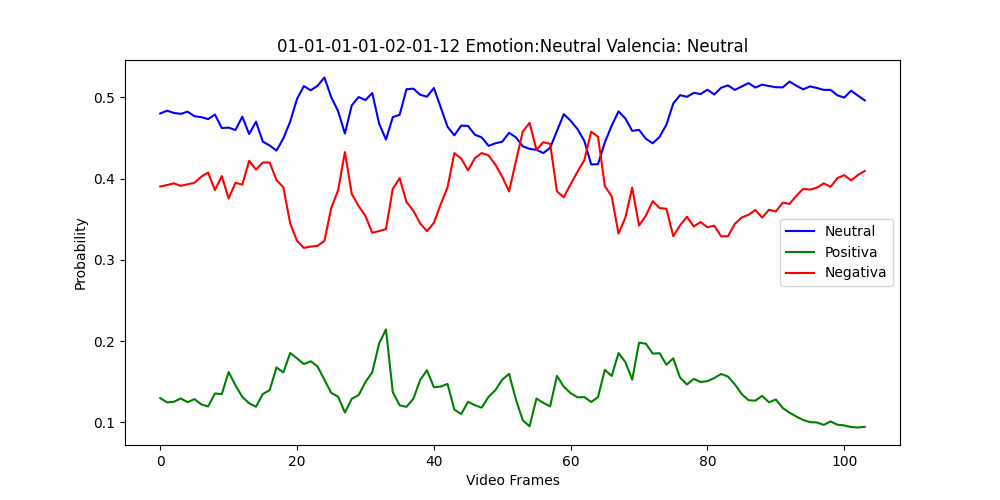 01-01-01-01-02-01-12 Emotion:Neutral Valencia: Neutral
Probability
0.5
0.4
0.3
0.2
0.1
Neutral
Positiva
Negativa
0 20 40 60 80 100
Video Frames